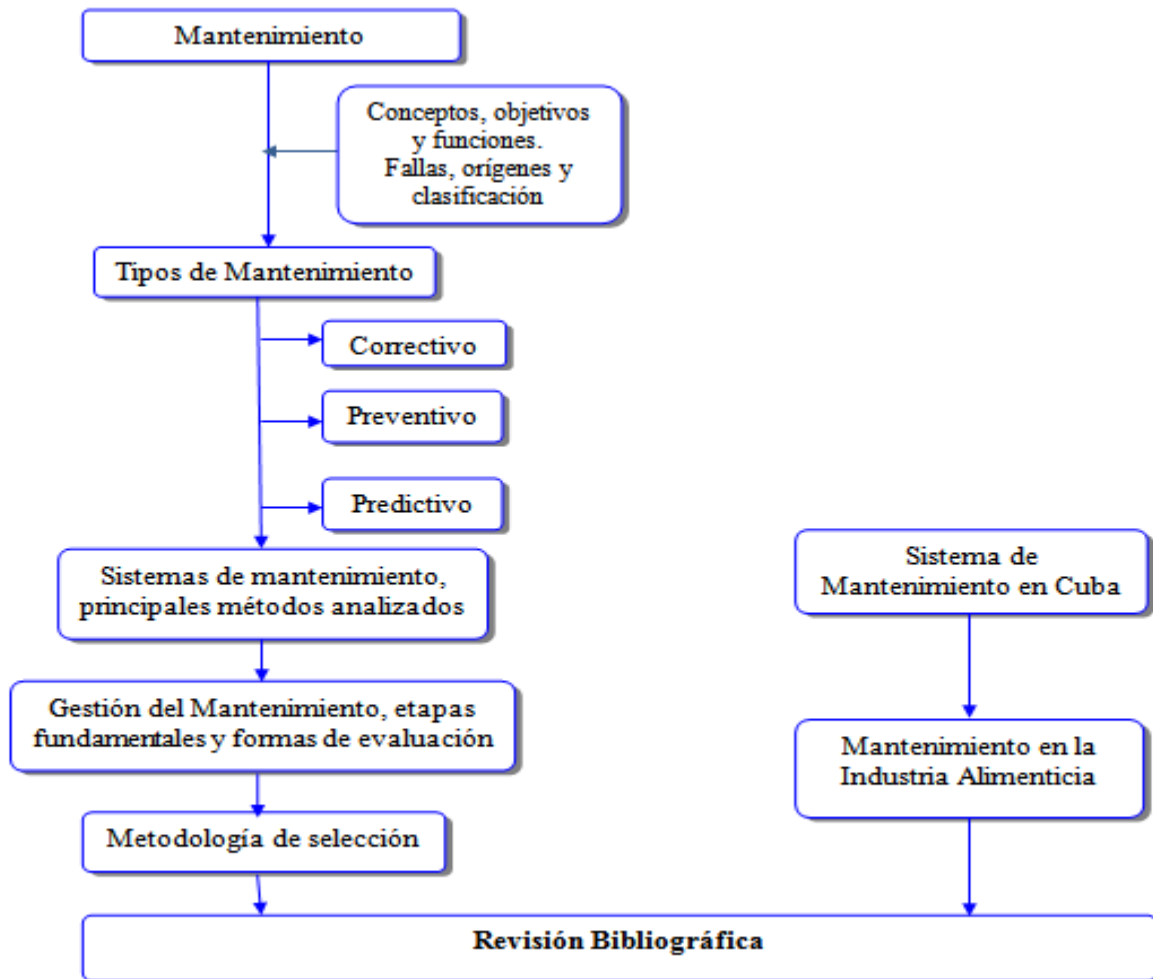 Mantenimiento
Conceptos, objetivos
y funciones.
Fallas, orígenes y
clasificación
Tipos de Mantenimiento
Correctivo
Preventivo
Predictivo
Sistemas de mantenimiento,
principales métodos analizados
Gestión del Mantenimiento, etapas
fundamentales y formas de evaluación
Metodología de selección
Sistema de
Mantenimiento en Cuba
Mantenimiento en la
Industria Alimenticia
Revisión Bibliográfica